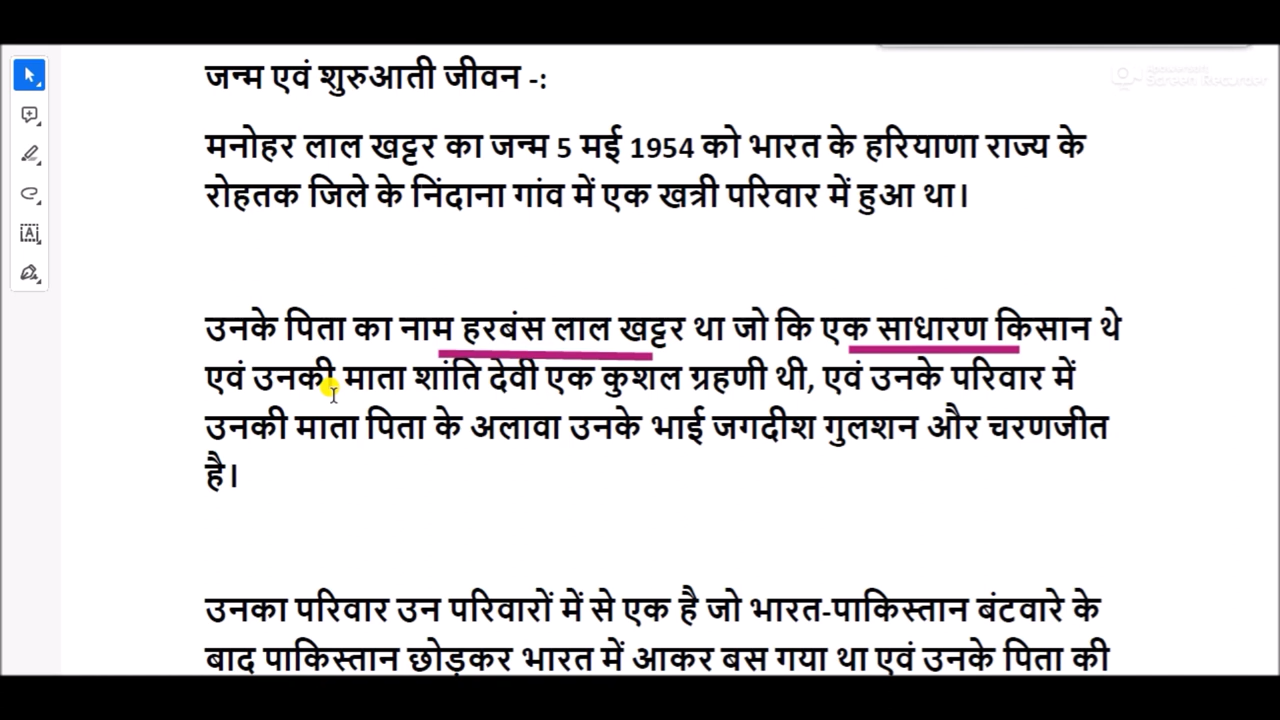 जन्म एवं शुरुआती जीवन -:
मनोहर लाल खट्टर का जन्म 5 मई 1954 को भारत के हरियाणा राज्य के
रोहतक जिले के निंदाना गांव में एक खत्री परिवार में हुआ था।
उनके पिता का नाम हरबंस लाल खट्टर था जो कि एक साधारण किसान थे
एवं उनकी माता शांति देवी एक कुशल ग्रहणी थी, एवं उनके परिवार में
उनकी माता पिता के अलावा उनके भाई जगदीश गुलशन और चरणजीत
है।
उनका परिवार उन परिवारों में से एक है जो भारत-पाकिस्तान बंटवारे के
बाद पाकिस्तान छोड़कर भारत में आकर बस गया था एवं उनके पिता की
Screen Recorder